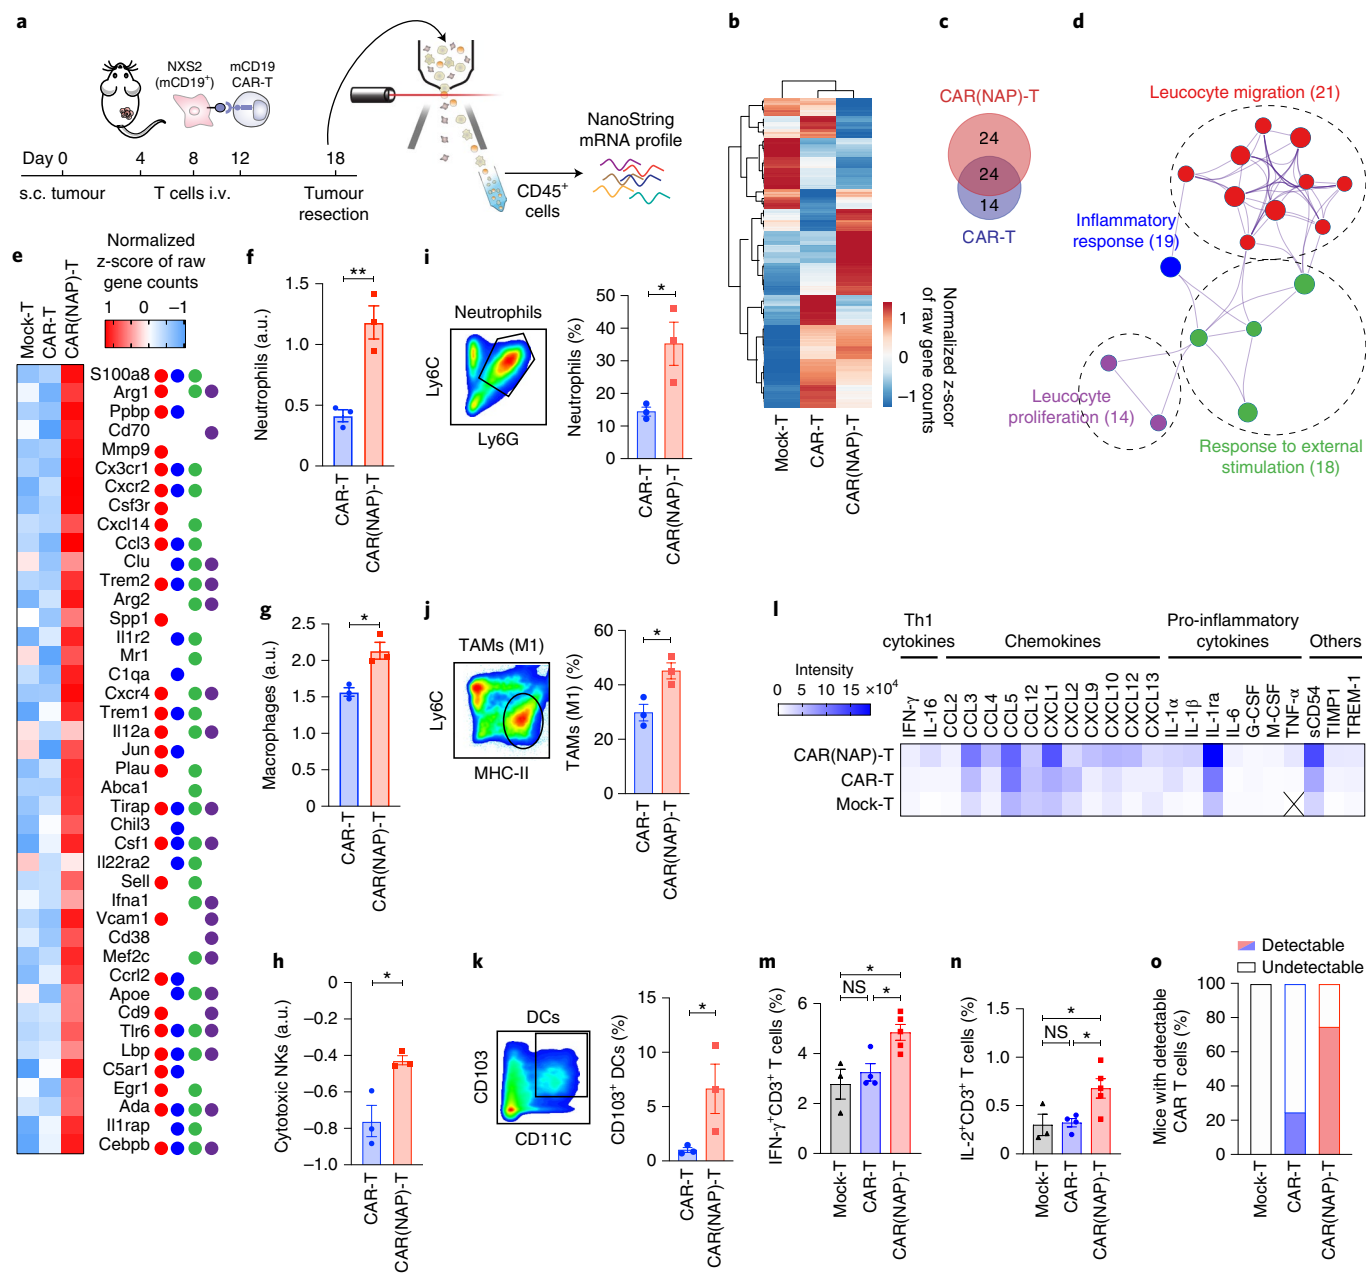 a
NXS2
(mCD19+)
mCD19
CAR-T
Day 0
4
8
12
18
s.c. tumour
T cells i.v.
Tumour
resection
CD45+
cells
NanoString
mRNA profile
b
Mock-T
CAR-T
CAR(NAP)-T
Normalized z-scor
of raw gene counts
1
0
−1
c
CAR(NAP)-T
24
24
14
CAR-T
d
Leucocyte migration (21)
Inflammatory
response (19)
Leucocyte
proliferation (14)
Response to external
stimulation (18)
e
Normalized
z-score of raw
gene counts
1 0 −1
Mock-T
CAR-T
CAR(NAP)-T
S100a8
Arg1
Ppbp
Cd70
Mmp9
Cx3cr1
Cxcr2
Csf3r
Cxcl14
Ccl3
Clu
Trem2
Arg2
Spp1
Il1r2
Mr1
C1qa
Cxcr4
Trem1
Il12a
Jun
Plau
Abca1
Tirap
Chil3
Csf1
Il22ra2
Sell
Ifna1
Vcam1
Cd38
Mef2c
Ccrl2
Apoe
Cd9
Tlr6
Lbp
C5ar1
Egr1
Ada
Il1rap
Cebpb
f
Neutrophils (a.u.)
1.5
1.0
0.5
0
**
CAR-T
CAR(NAP)-T
g
Macrophages (a.u.)
2.5
2.0
1.5
1.0
0.5
0
*
CAR-T
CAR(NAP)-T
h
Cytotoxic NKs (a.u.)
0
−0.2
−0.4
−0.6
−0.8
−1.0
*
CAR-T
CAR(NAP)-T
i
Neutrophils
Ly6C
Ly6G
Neutrophils (%)
50
40
30
20
10
0
*
CAR-T
CAR(NAP)-T
j
TAMs (M1)
Ly6C
MHC-II
TAMs (M1) (%)
60
40
20
0
*
CAR-T
CAR(NAP)-T
k
DCs
CD103
CD11C
CD103+ DCs (%)
15
10
5
0
*
CAR-T
CAR(NAP)-T
l
Th1
cytokines
Chemokines
Pro-inflammatory
cytokines
Others
Intensity
0 5 10 15 ×10⁴
IFN-γ
IL-16
CCL2
CCL3
CCL4
CCL5
CCL12
CXCL1
CXCL2
CXCL9
CXCL10
CXCL12
CXCL13
IL-1α
IL-1β
IL-1ra
IL-6
G-CSF
M-CSF
TNF-α
sCD54
TIMP1
TREM-1
CAR(NAP)-T
CAR-T
Mock-T
m
IFN-γ+CD3+ T cells (%)
6
4
2
0
*
NS
*
Mock-T
CAR-T
CAR(NAP)-T
n
IL-2+CD3+ T cells (%)
1.5
1.0
0.5
0
*
NS
*
Mock-T
CAR-T
CAR(NAP)-T
o
Detectable
Undetectable
Mice with detectable
CAR T cells (%)
100
80
60
40
20
0
Mock-T
CAR-T
CAR(NAP)-T